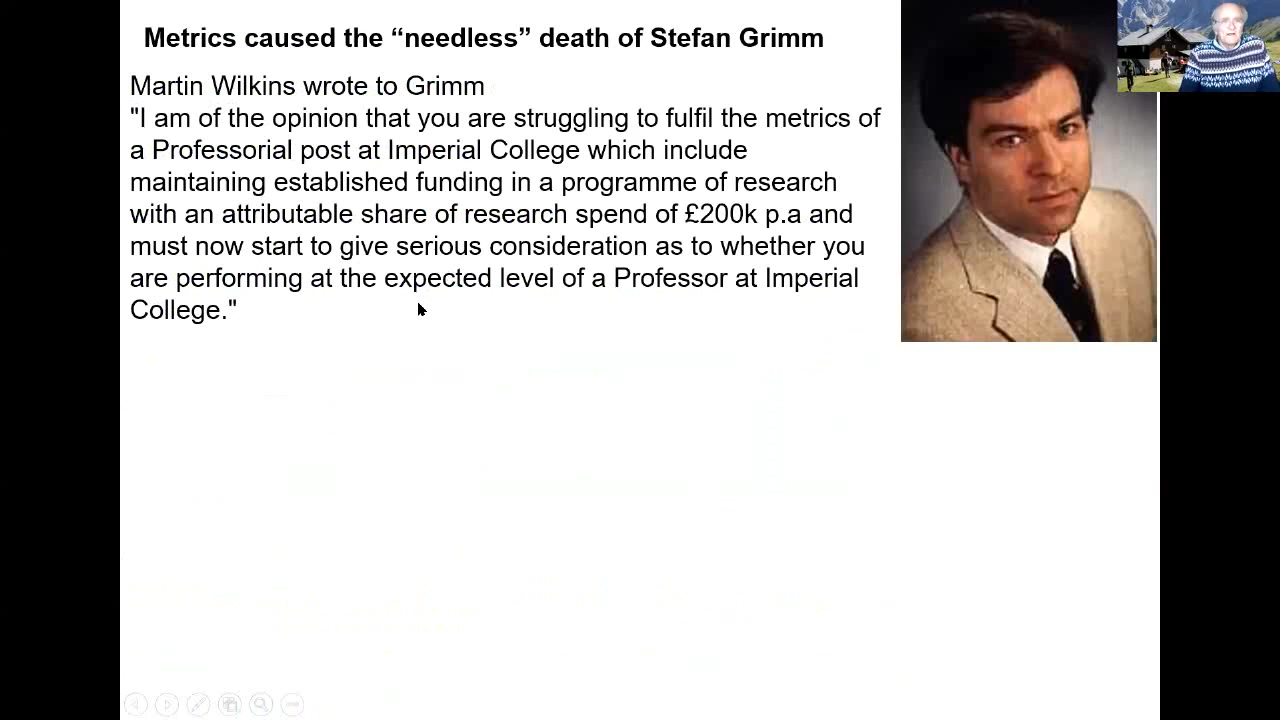 Metrics caused the “needless” death of Stefan Grimm
Martin Wilkins wrote to Grimm
"I am of the opinion that you are struggling to fulfil the metrics of
a Professorial post at Imperial College which include
maintaining established funding in a programme of research
with an attributable share of research spend of £200k p.a and
must now start to give serious consideration as to whether you
are performing at the expected level of a Professor at Imperial
College."